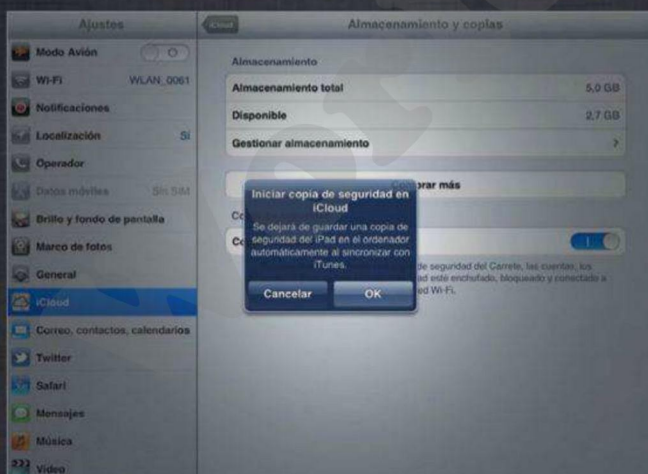 Ajustes
iCloud
Almacenamiento y copias
Modo Avión
Wi-Fi WLAN_0061
Notificaciones
Localización Sí
Operador
Datos móviles Sin SIM
Brillo y fondo de pantalla
Marco de fotos
General
iCloud
Correo, contactos, calendarios
Twitter
Safari
Mensajes
Música
Vídeo
Almacenamiento
Almacenamiento total 5,0 GB
Disponible 2,7 GB
Gestionar almacenamiento
prar más
Iniciar copia de seguridad en
iCloud
Se dejará de guardar una copia de
seguridad del iPad en el ordenador
automáticamente al sincronizar con
iTunes.
Cancelar OK
de seguridad del Carrete, las cuentas, los
ad esté enchufado, bloqueado y conectado a
ed Wi-Fi.